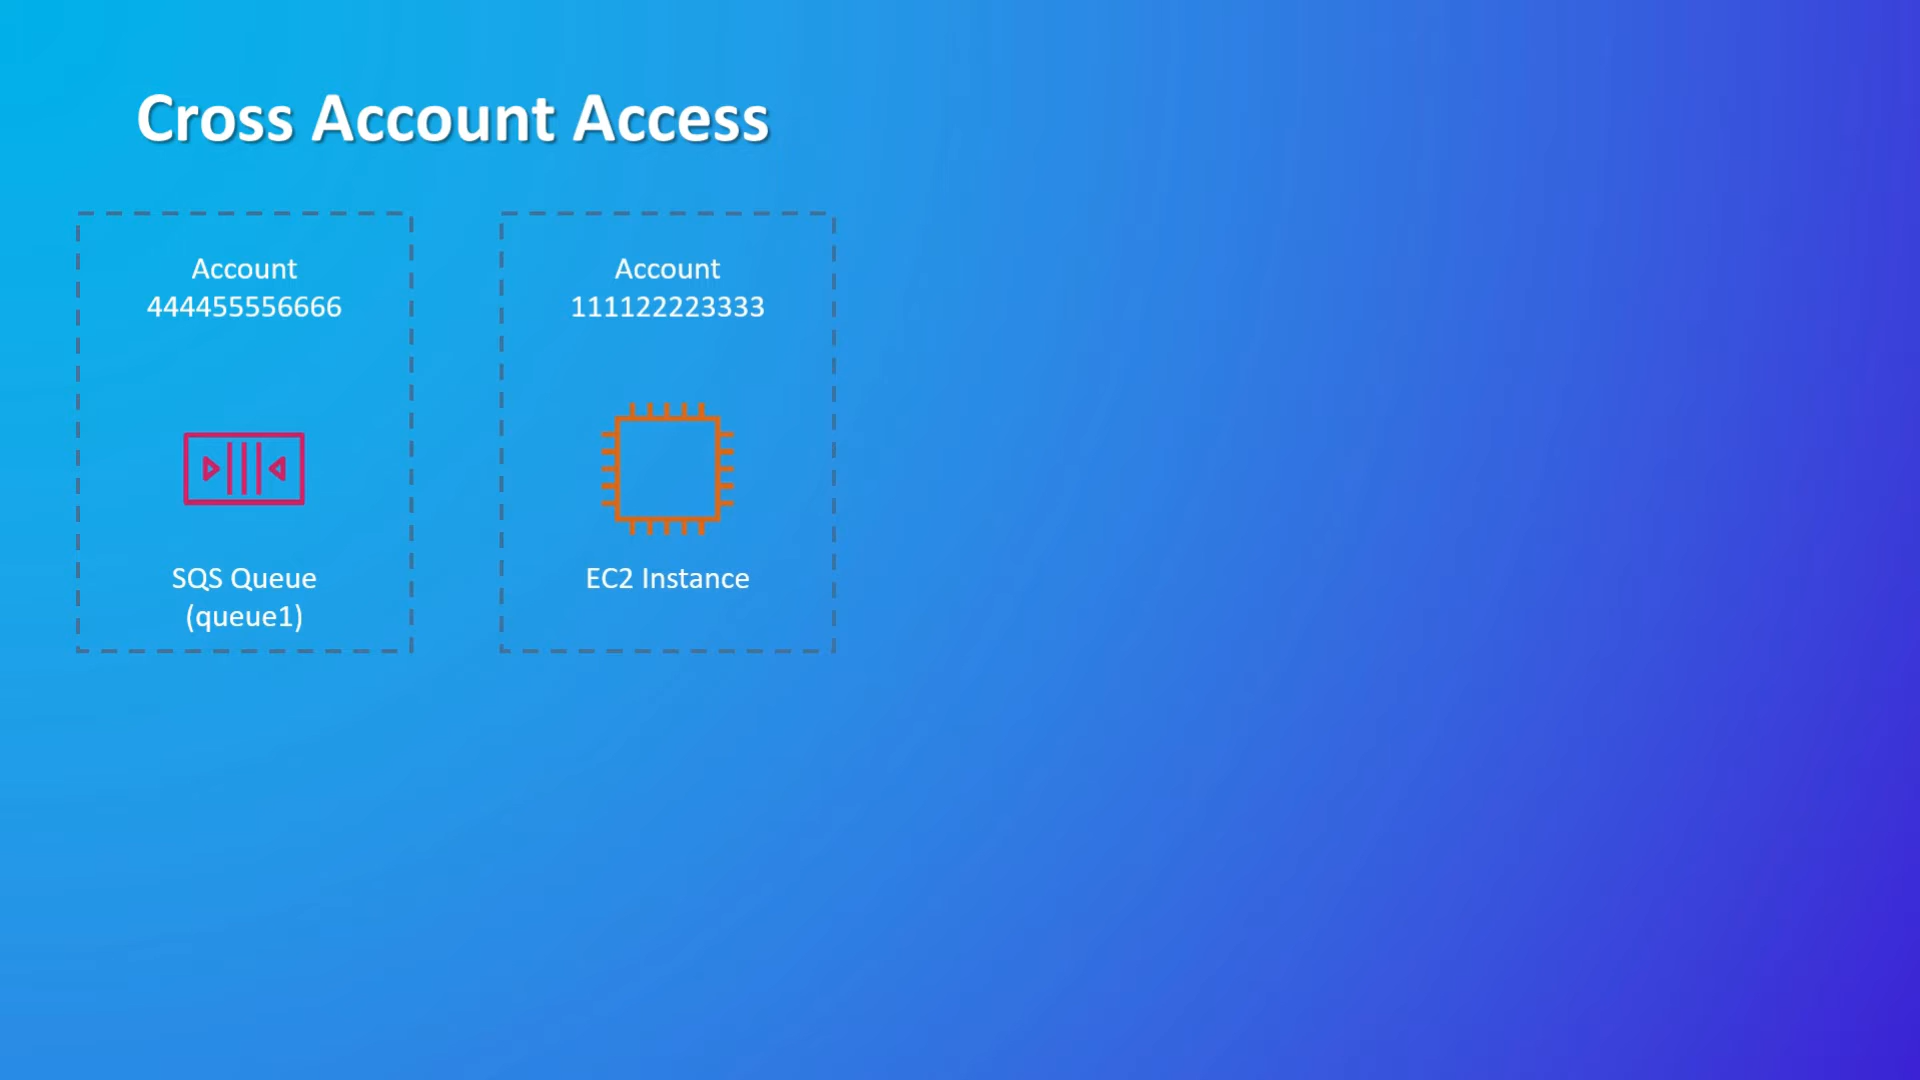 Cross Account Access
Account
444455556666
SQS Queue
(queue1)
Account
111122223333
EC2 Instance